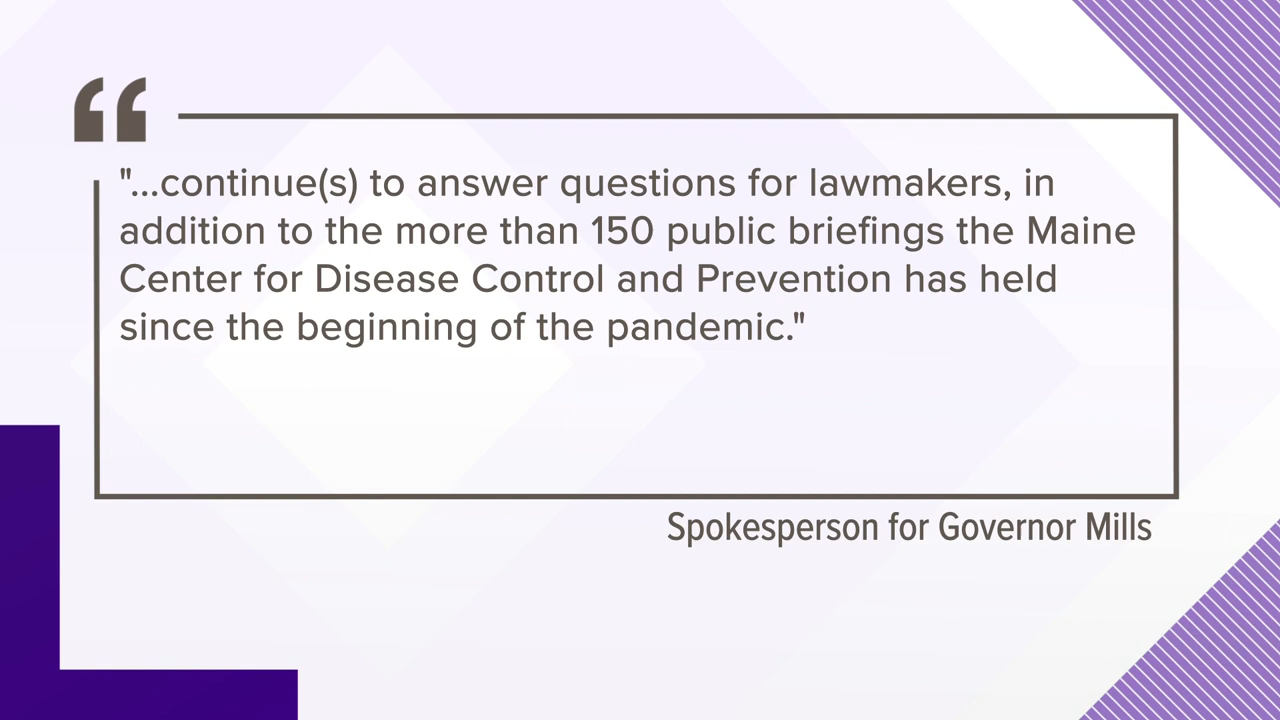 "...continue(s) to answer questions for lawmakers, in
addition to the more than 150 public briefings the Maine
Center for Disease Control and Prevention has held
since the beginning of the pandemic."
Spokesperson for Governor Mills